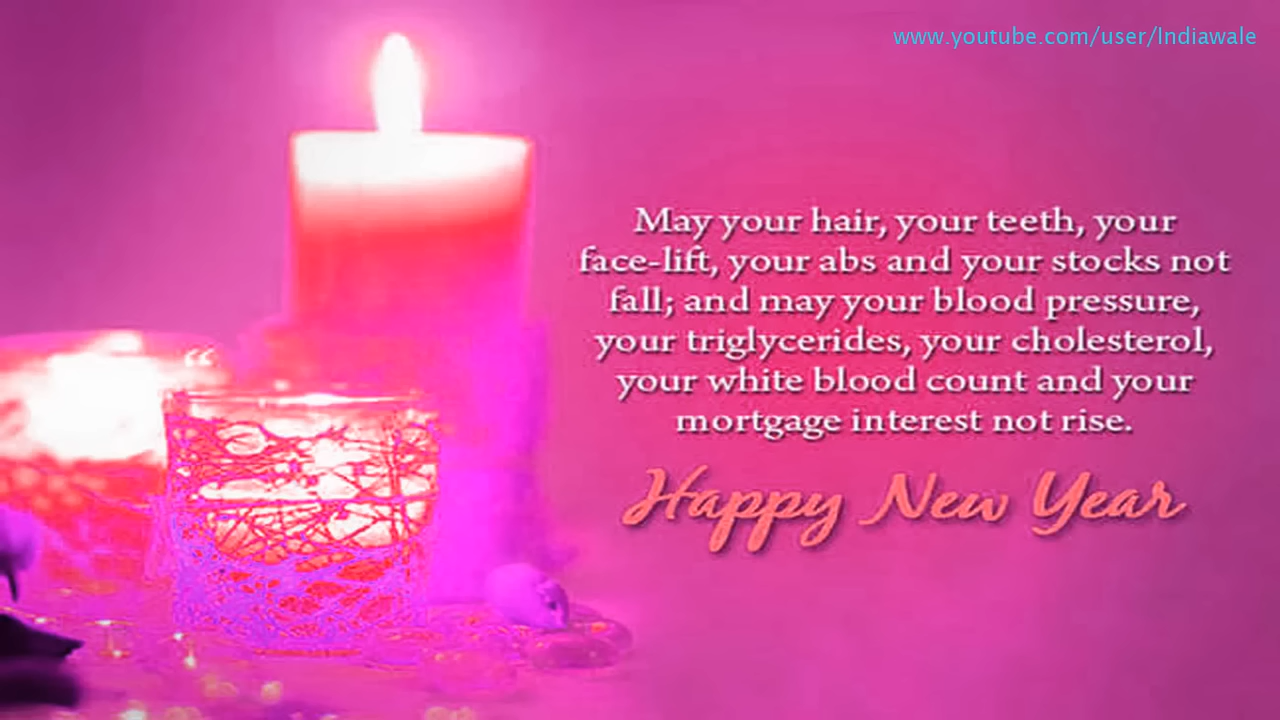 www.youtube.com/user/Indiawale
May your hair, your teeth, your
face-lift, your abs and your stocks not
fall; and may your blood pressure,
your triglycerides, your cholesterol,
your white blood count and your
mortgage interest not rise.
Happy New Year